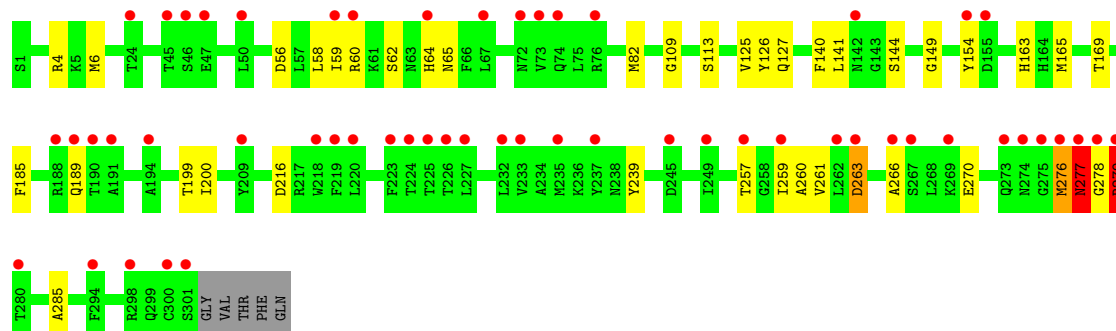 S1 R4 K5 M6 T24 T45 S46 E47 L50 D56 L57 L58 I59 R60 K61 S62 N63 H64 N65 F66 L67 N72 V73 Q74 L75 R76 M82 G109 S113 V125 Y126 Q127 F140 L141 N142 G143 S144 G149 Y154 D155 H163 H164 M165 T169
F185 R188 Q189 T190 A191 A194 T199 I200 Y209 D216 R217 W218 F219 L220 F223 T224 T225 T226 L227 L232 V233 A234 M235 K236 Y237 N238 Y239 D245 I249 T257 G258 I259 A260 V261 L262 D263 A266 S267 L268 K269 E270 Q273 N274 G275 M276 N277 G278
T280 A285 F294 R298 Q299 C300 S301 GLY VAL THR PHE GLN